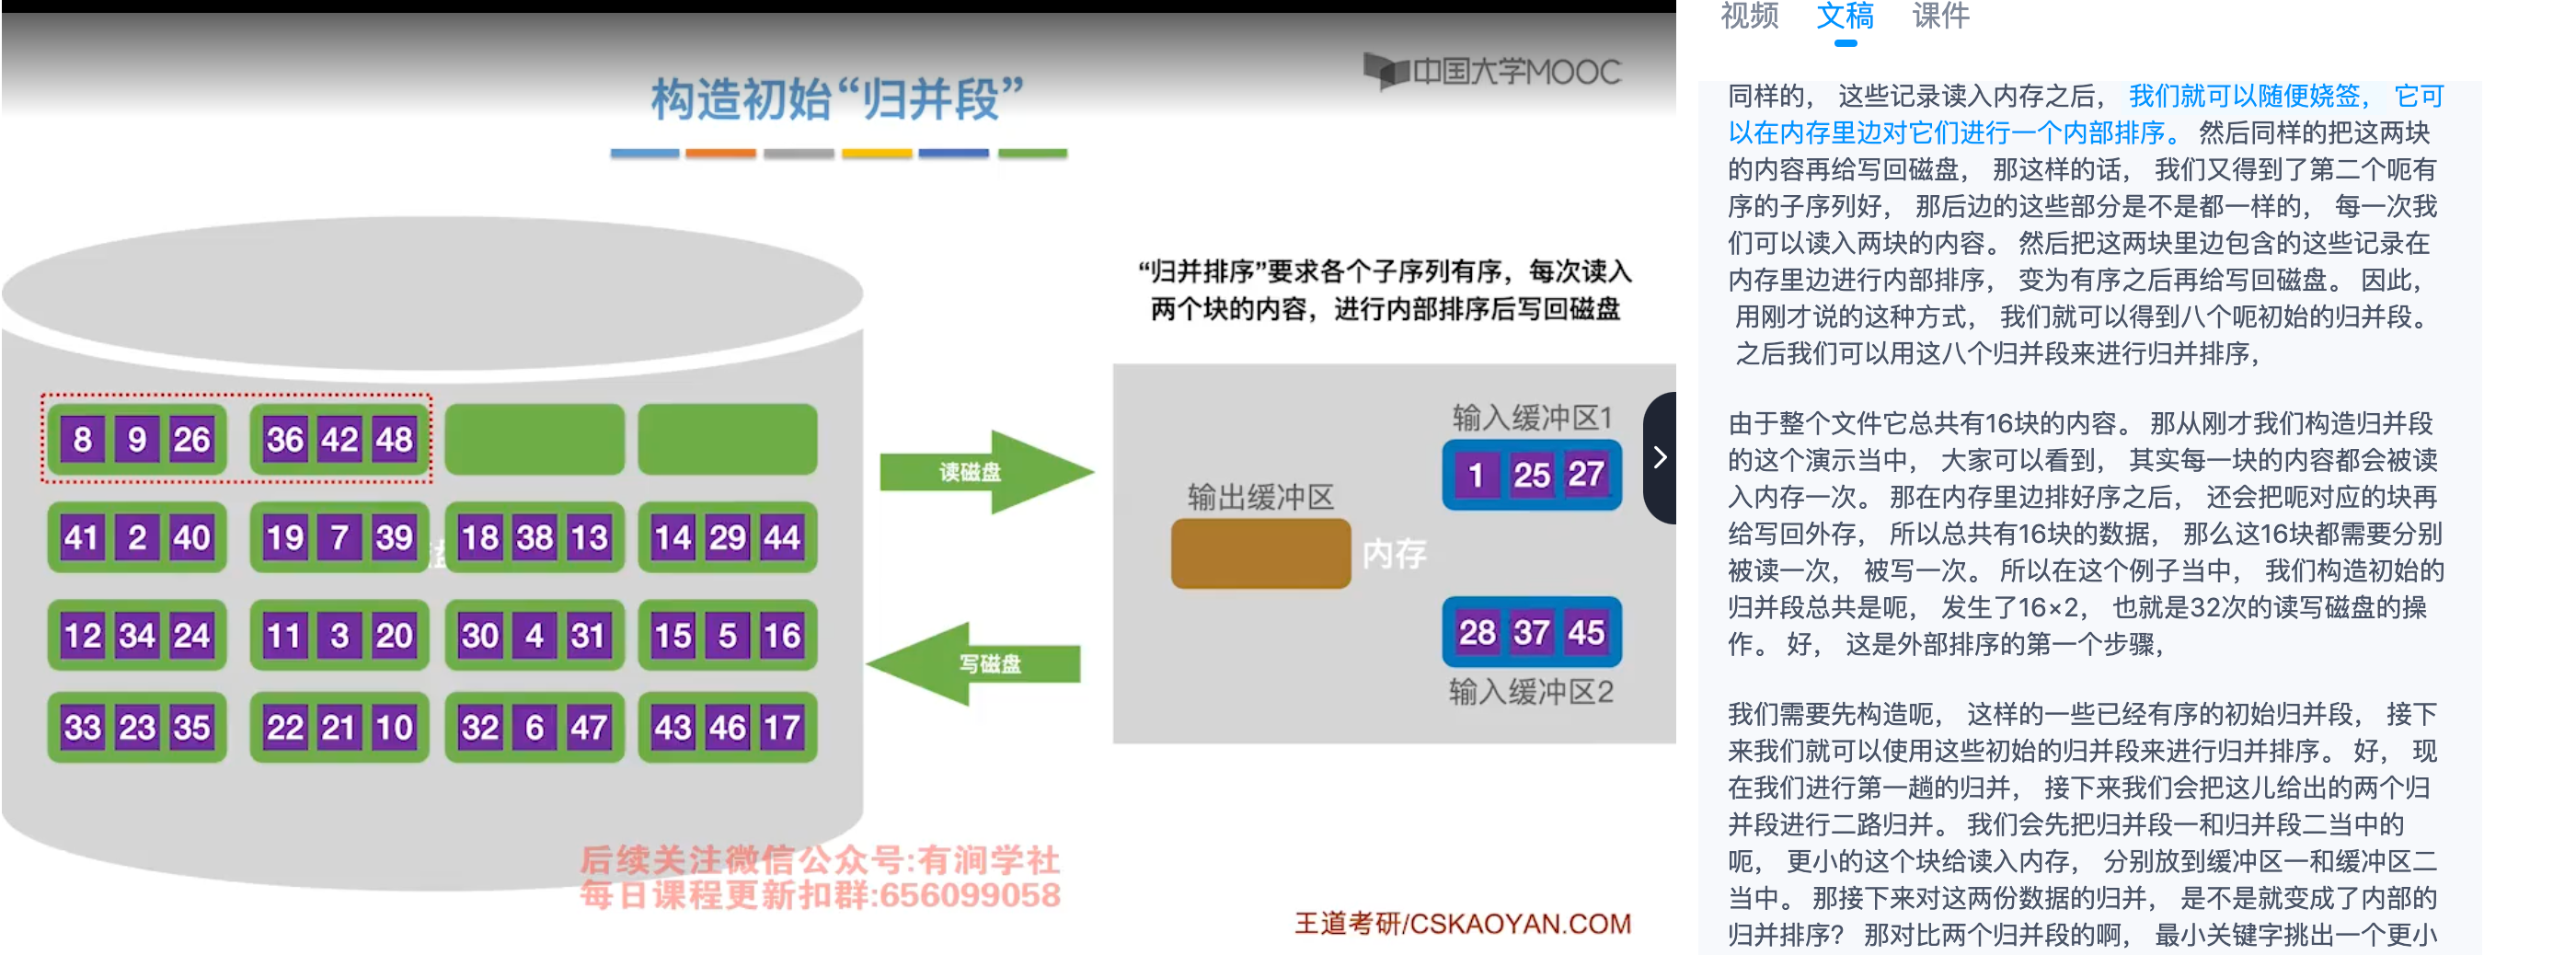 中国大学MOOC
构造初始“归并段”
“归并排序”要求各个子序列有序，每次读入
两个块的内容，进行内部排序后写回磁盘
8 9 26 36 42 48
41 2 40 19 7 39 18 38 13 14 29 44
12 34 24 11 3 20 30 4 31 15 5 16
33 23 35 22 21 10 32 6 47 43 46 17
读磁盘
写磁盘
输入缓冲区1
1 25 27
输出缓冲区
内存
28 37 45
输入缓冲区2
后续关注微信公众号:有涧学社
每日课程更新扣群:656099058
王道考研/CSKAOYAN.COM
视频 文稿 课件
同样的， 这些记录读入内存之后， 我们就可以随便娆签， 它可
以在内存里边对它们进行一个内部排序。 然后同样的把这两块
的内容再给写回磁盘， 那这样的话， 我们又得到了第二个呃有
序的子序列好， 那后边的这些部分是不是都一样的， 每一次我
们可以读入两块的内容。 然后把这两块里边包含的这些记录在
内存里边进行内部排序， 变为有序之后再给写回磁盘。 因此，
用刚才说的这种方式， 我们就可以得到八个呃初始的归并段。
之后我们可以用这八个归并段来进行归并排序，
由于整个文件它总共有16块的内容。 那从刚才我们构造归并段
的这个演示当中， 大家可以看到， 其实每一块的内容都会被读
入内存一次。 那在内存里边排好序之后， 还会把呃对应的块再
给写回外存， 所以总共有16块的数据， 那么这16块都需要分别
被读一次， 被写一次。 所以在这个例子当中， 我们构造初始的
归并段总共是呃， 发生了16×2， 也就是32次的读写磁盘的操
作。 好， 这是外部排序的第一个步骤，
我们需要先构造呃， 这样的一些已经有序的初始归并段， 接下
来我们就可以使用这些初始的归并段来进行归并排序。 好， 现
在我们进行第一趟的归并， 接下来我们会把这儿给出的两个归
并段进行二路归并。 我们会先把归并段一和归并段二当中的
呃， 更小的这个块给读入内存， 分别放到缓冲区一和缓冲区二
当中。 那接下来对这两份数据的归并， 是不是就变成了内部的
归并排序？ 那对比两个归并段的啊， 最小关键字挑出一个更小